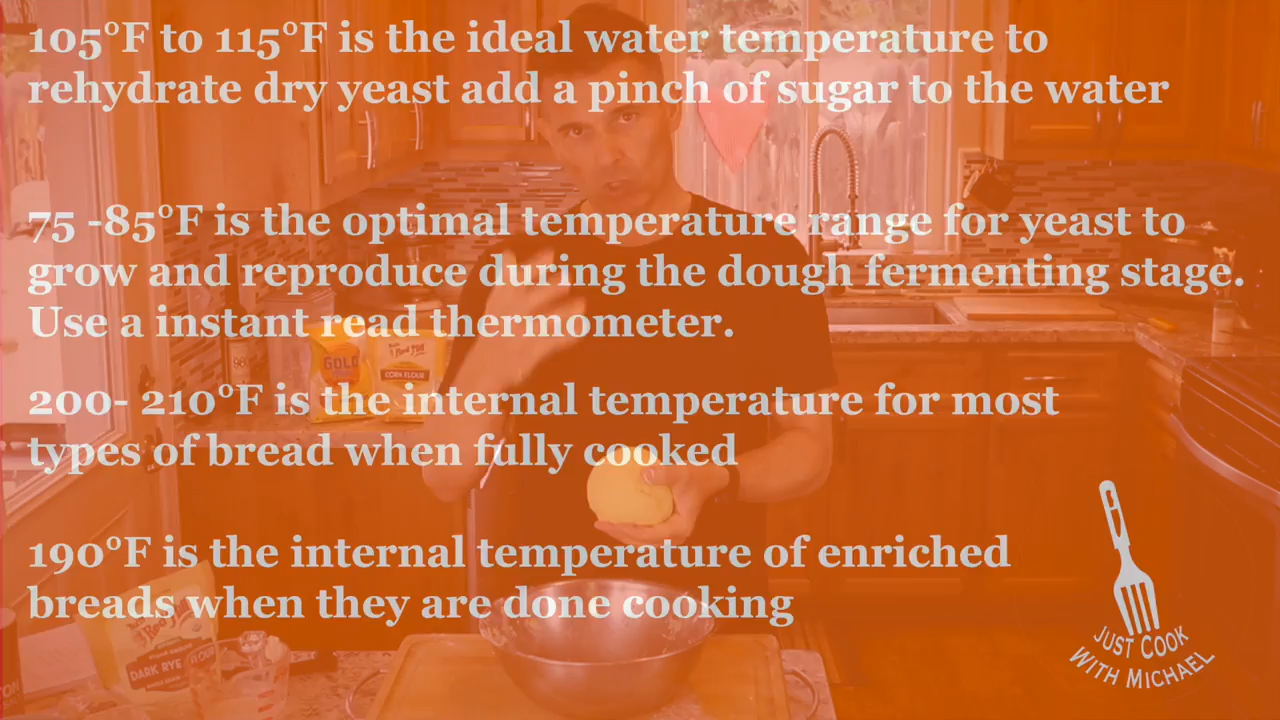 105°F to 115°F is the ideal water temperature to
rehydrate dry yeast add a pinch of sugar to the water
75 -85°F is the optimal temperature range for yeast to
grow and reproduce during the dough fermenting stage.
Use a instant read thermometer.
GOLD
CORN FLOUR
200- 210°F is the internal temperature for most
types of bread when fully cooked
190°F is the internal temperature of enriched
breads when they are done cooking
DARK RYE FLOUR
JUST COOK
WITH MICHAEL